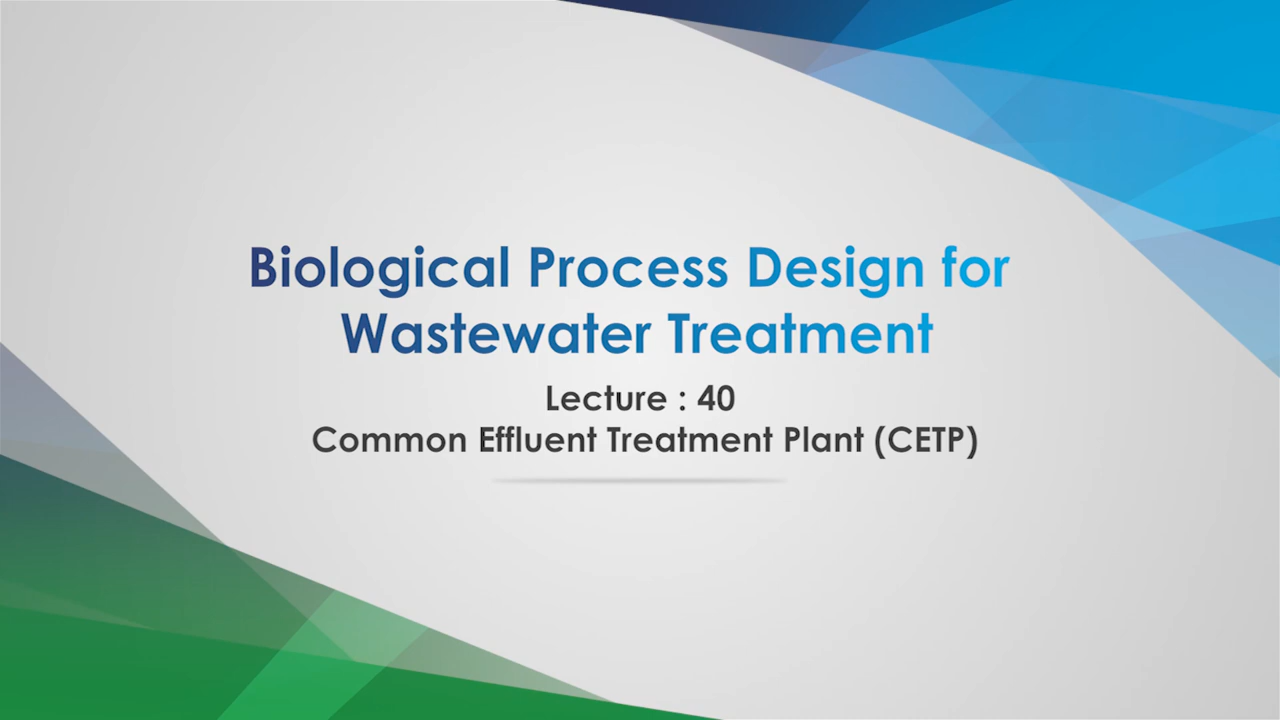 Biological Process Design for
Wastewater Treatment
Lecture : 40
Common Effluent Treatment Plant (CETP)